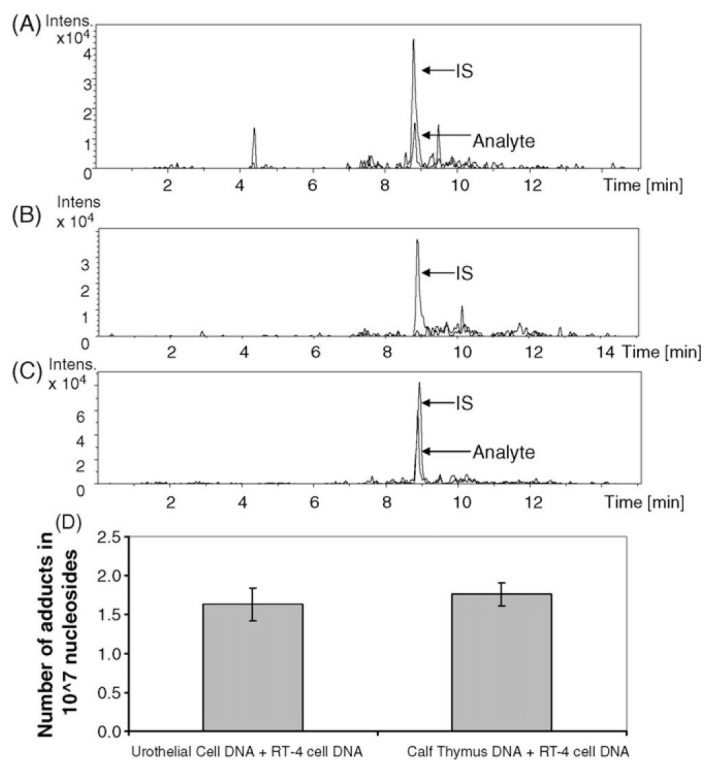 (A)
Intens.
x10^4
4
3
2
1
0
IS
Analyte
2 4 6 8 10 12 Time [min]
(B)
Intens
x 10^4
3
2
1
0
IS
2 4 6 8 10 12 14 Time [min]
(C)
Intens.
x 10^4
6
4
2
0
IS
Analyte
2 4 6 8 10 12 Time [min]
(D)
Number of adducts in
10^7 nucleosides
2.5
2.0
1.5
1.0
0.5
0.0
Urothelial Cell DNA + RT-4 cell DNA
Calf Thymus DNA + RT-4 cell DNA